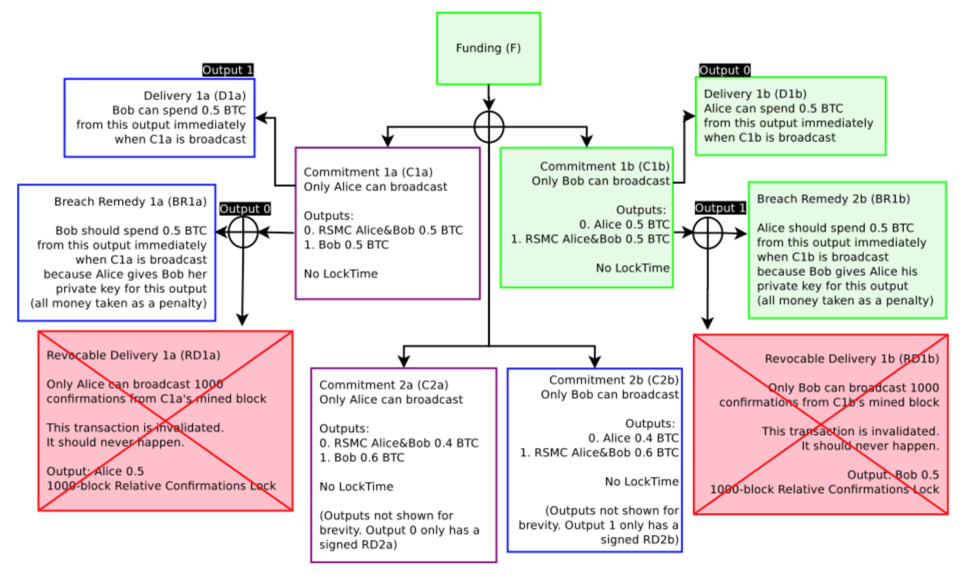 Funding (F)
Output 1
Delivery 1a (D1a)
Bob can spend 0.5 BTC
from this output immediately
when C1a is broadcast
Output 0
Delivery 1b (D1b)
Alice can spend 0.5 BTC
from this output immediately
when C1b is broadcast
Commitment 1a (C1a)
Only Alice can broadcast
Outputs:
0. RSMC Alice&Bob 0.5 BTC
1. Bob 0.5 BTC
No LockTime
Commitment 1b (C1b)
Only Bob can broadcast
Outputs:
0. Alice 0.5 BTC
1. RSMC Alice&Bob 0.5 BTC
No LockTime
Output 0
Breach Remedy 1a (BR1a)
Bob should spend 0.5 BTC
from this output immediately
when C1a is broadcast
because Alice gives Bob her
private key for this output
(all money taken as a penalty)
Output 1
Breach Remedy 2b (BR1b)
Alice should spend 0.5 BTC
from this output immediately
when C1b is broadcast
because Bob gives Alice his
private key for this output
(all money taken as a penalty)
Revocable Delivery 1a (RD1a)
Only Alice can broadcast 1000
confirmations from C1a's mined block
This transaction is invalidated.
It should never happen.
Output: Alice 0.5
1000-block Relative Confirmations Lock
Commitment 2a (C2a)
Only Alice can broadcast
Outputs:
0. RSMC Alice&Bob 0.4 BTC
1. Bob 0.6 BTC
No LockTime
(Outputs not shown for
brevity. Output 0 only has a
signed RD2a)
Commitment 2b (C2b)
Only Bob can broadcast
Outputs:
0. Alice 0.4 BTC
1. RSMC Alice&Bob 0.6 BTC
No LockTime
(Outputs not shown for
brevity. Output 1 only has a
signed RD2b)
Revocable Delivery 1b (RD1b)
Only Bob can broadcast 1000
confirmations from C1b's mined block
This transaction is invalidated.
It should never happen.
Output: Bob 0.5
1000-block Relative Confirmations Lock